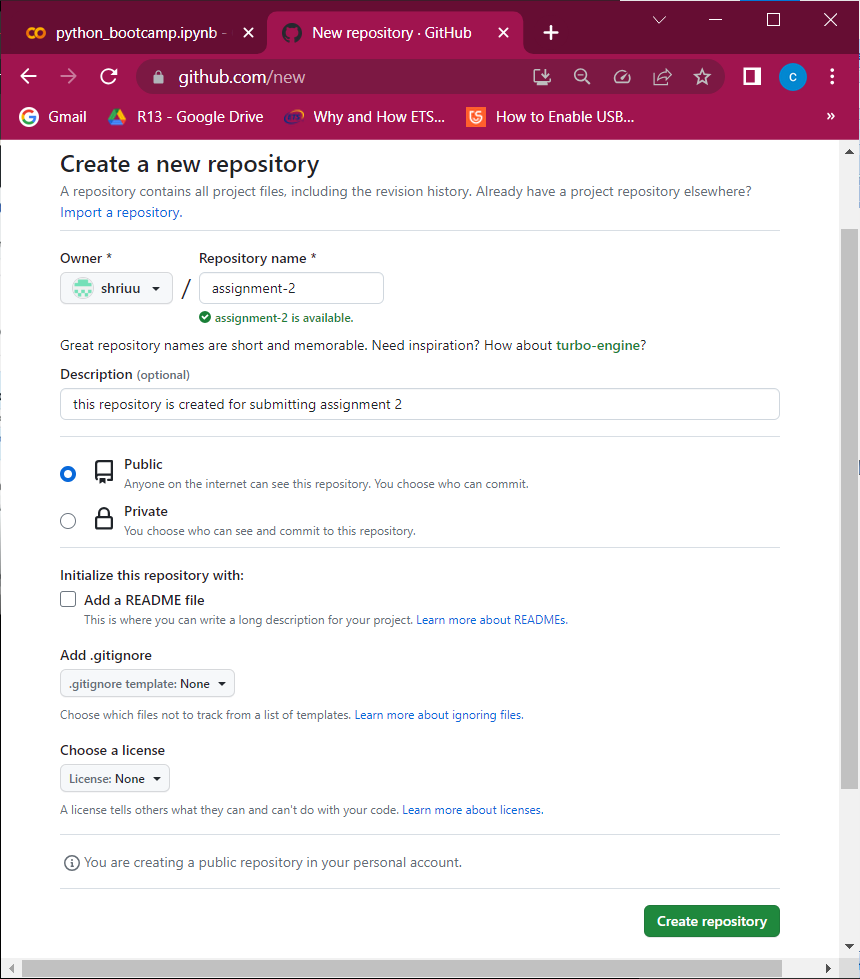 python_bootcamp.ipynb -
New repository · GitHub
github.com/new
C
Gmail
R13 - Google Drive
Why and How ETS...
How to Enable USB...
»
Create a new repository
A repository contains all project files, including the revision history. Already have a project repository elsewhere?
Import a repository.
Owner *
Repository name *
shriuu
/
assignment-2
assignment-2 is available.
Great repository names are short and memorable. Need inspiration? How about turbo-engine?
Description (optional)
this repository is created for submitting assignment 2
Public
Anyone on the internet can see this repository. You choose who can commit.
Private
You choose who can see and commit to this repository.
Initialize this repository with:
Add a README file
This is where you can write a long description for your project. Learn more about READMEs.
Add .gitignore
.gitignore template: None
Choose which files not to track from a list of templates. Learn more about ignoring files.
Choose a license
License: None
A license tells others what they can and can't do with your code. Learn more about licenses.
You are creating a public repository in your personal account.
Create repository